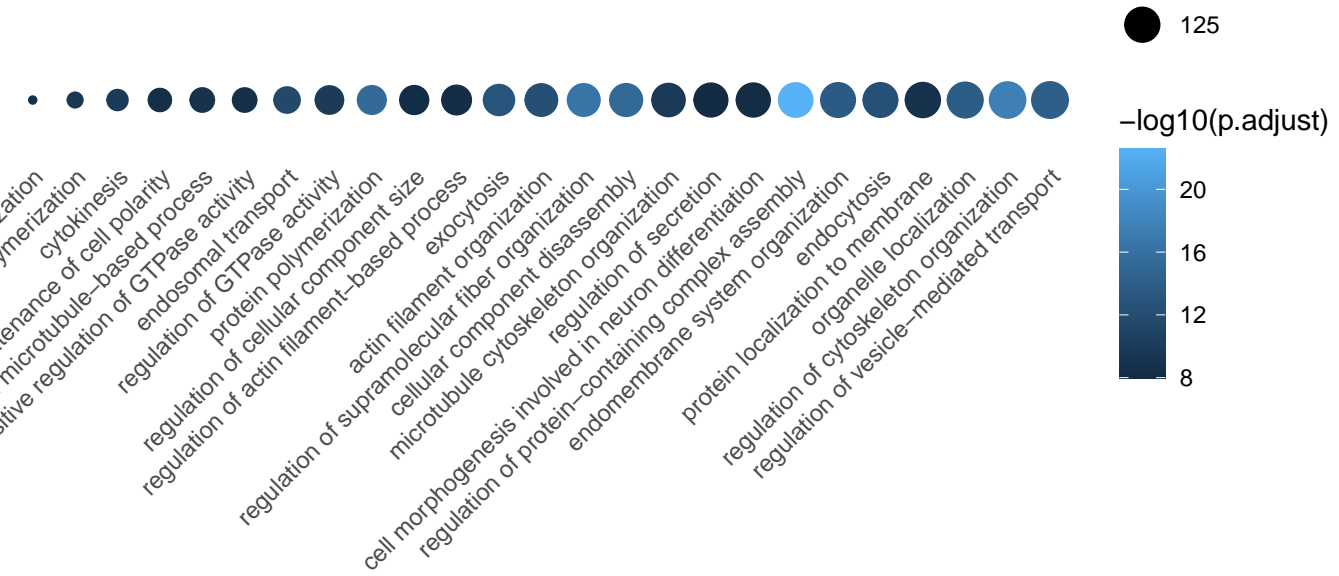 125
−log10(p.adjust)
20
16
12
8
cytokinesis
of cell polarity
microtubule−based process
regulation of GTPase activity
endosomal transport
regulation of GTPase activity
protein polymerization
regulation of cellular component size
regulation of actin filament−based process
exocytosis
actin filament organization
regulation of supramolecular fiber organization
cellular component disassembly
microtubule cytoskeleton organization
regulation of secretion
cell morphogenesis involved in neuron differentiation
regulation of protein−containing complex assembly
endomembrane system organization
endocytosis
protein localization to membrane
organelle localization
regulation of cytoskeleton organization
regulation of vesicle−mediated transport